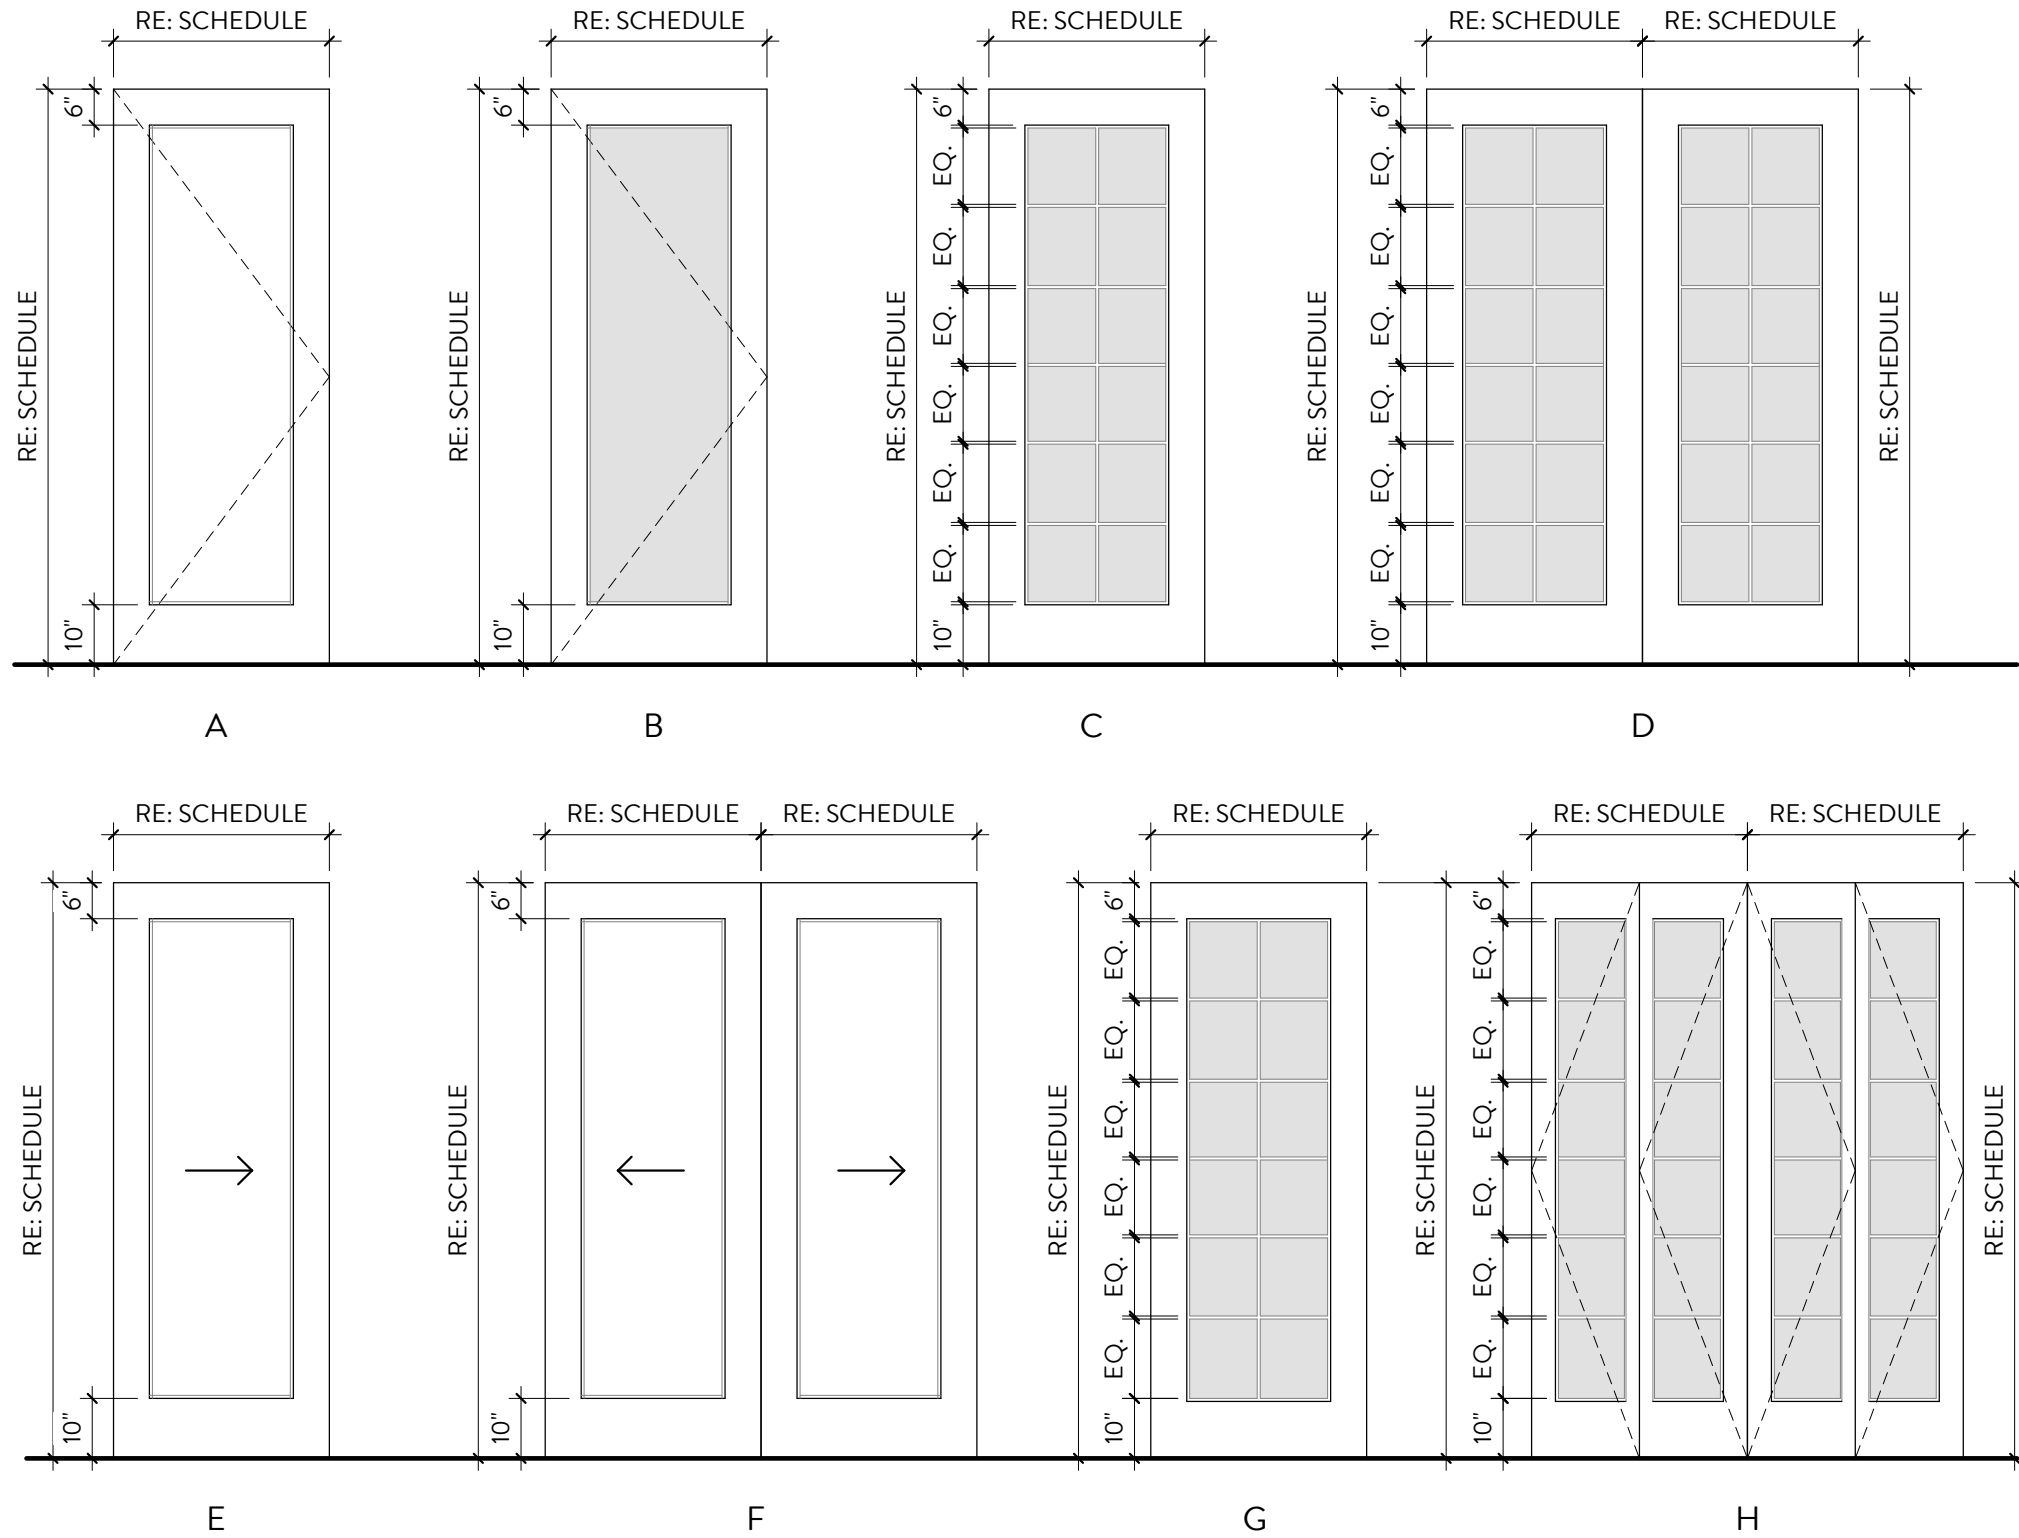 RE: SCHEDULE
RE: SCHEDULE
RE: SCHEDULE
RE: SCHEDULE
RE: SCHEDULE
6"
RE: SCHEDULE
10"
6"
RE: SCHEDULE
10"
6"
EQ.
EQ.
EQ.
EQ.
EQ.
EQ.
10"
RE: SCHEDULE
6"
EQ.
EQ.
EQ.
EQ.
EQ.
EQ.
10"
RE: SCHEDULE
RE: SCHEDULE
A
B
C
D
RE: SCHEDULE
RE: SCHEDULE
RE: SCHEDULE
RE: SCHEDULE
RE: SCHEDULE
RE: SCHEDULE
6"
RE: SCHEDULE
10"
6"
RE: SCHEDULE
10"
6"
EQ.
EQ.
EQ.
EQ.
EQ.
EQ.
10"
RE: SCHEDULE
6"
EQ.
EQ.
EQ.
EQ.
EQ.
EQ.
10"
RE: SCHEDULE
RE: SCHEDULE
E
F
G
H